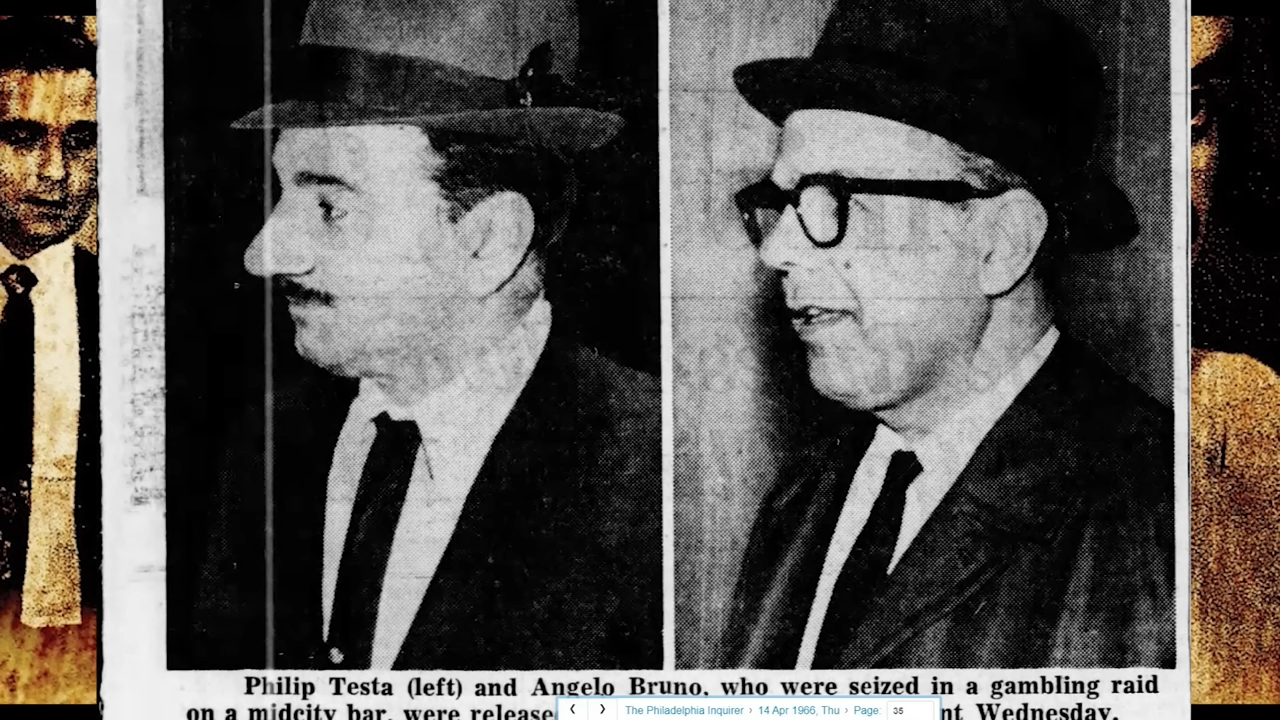 Philip Testa (left) and Angelo Bruno, who were seized in a gambling raid
on a midcity bar, were release nt Wednesday.
The Philadelphia Inquirer › 14 Apr 1966, Thu › Page: 35